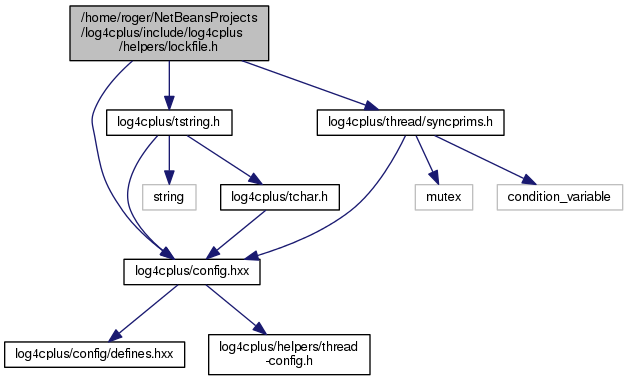 /home/roger/NetBeansProjects
/log4cplus/include/log4cplus
/helpers/lockfile.h
log4cplus/tstring.h
log4cplus/thread/syncprims.h
string
log4cplus/tchar.h
mutex
condition_variable
log4cplus/config.hxx
log4cplus/config/defines.hxx
log4cplus/helpers/thread
-config.h